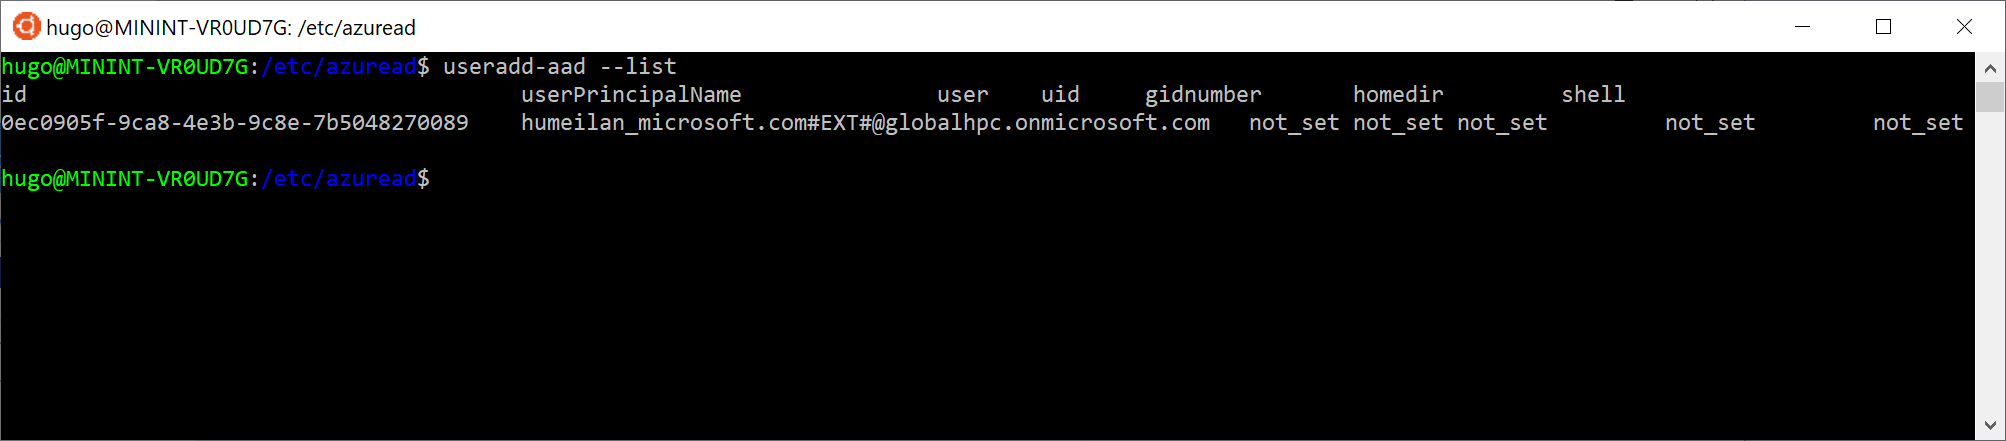 hugo@MININT-VR0UD7G: /etc/azuread
hugo@MININT-VR0UD7G:/etc/azuread$ useradd-aad --list
id userPrincipalName user uid gidnumber homedir shell
0ec0905f-9ca8-4e3b-9c8e-7b5048270089 humeilan_microsoft.com#EXT#@globalhpc.onmicrosoft.com not_set not_set not_set not_set not_set
hugo@MININT-VR0UD7G:/etc/azuread$